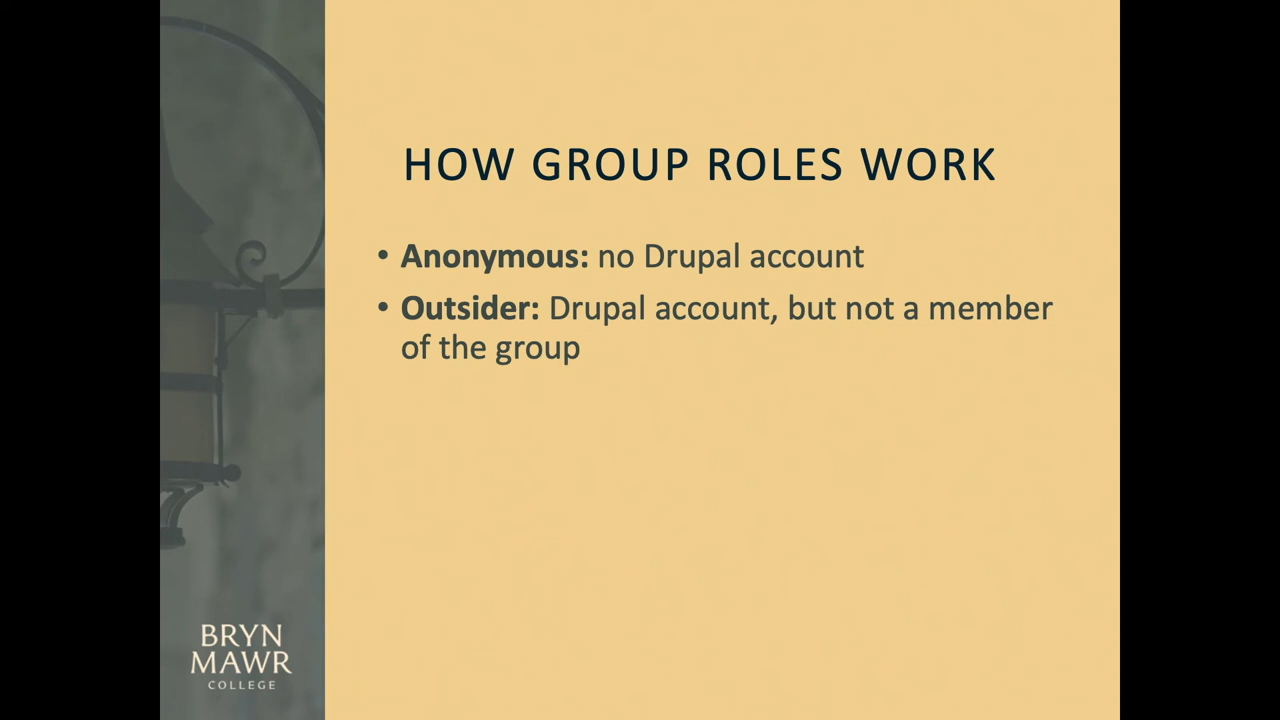 HOW GROUP ROLES WORK
• Anonymous: no Drupal account
• Outsider: Drupal account, but not a member
of the group
BRYN
MAWR
COLLEGE